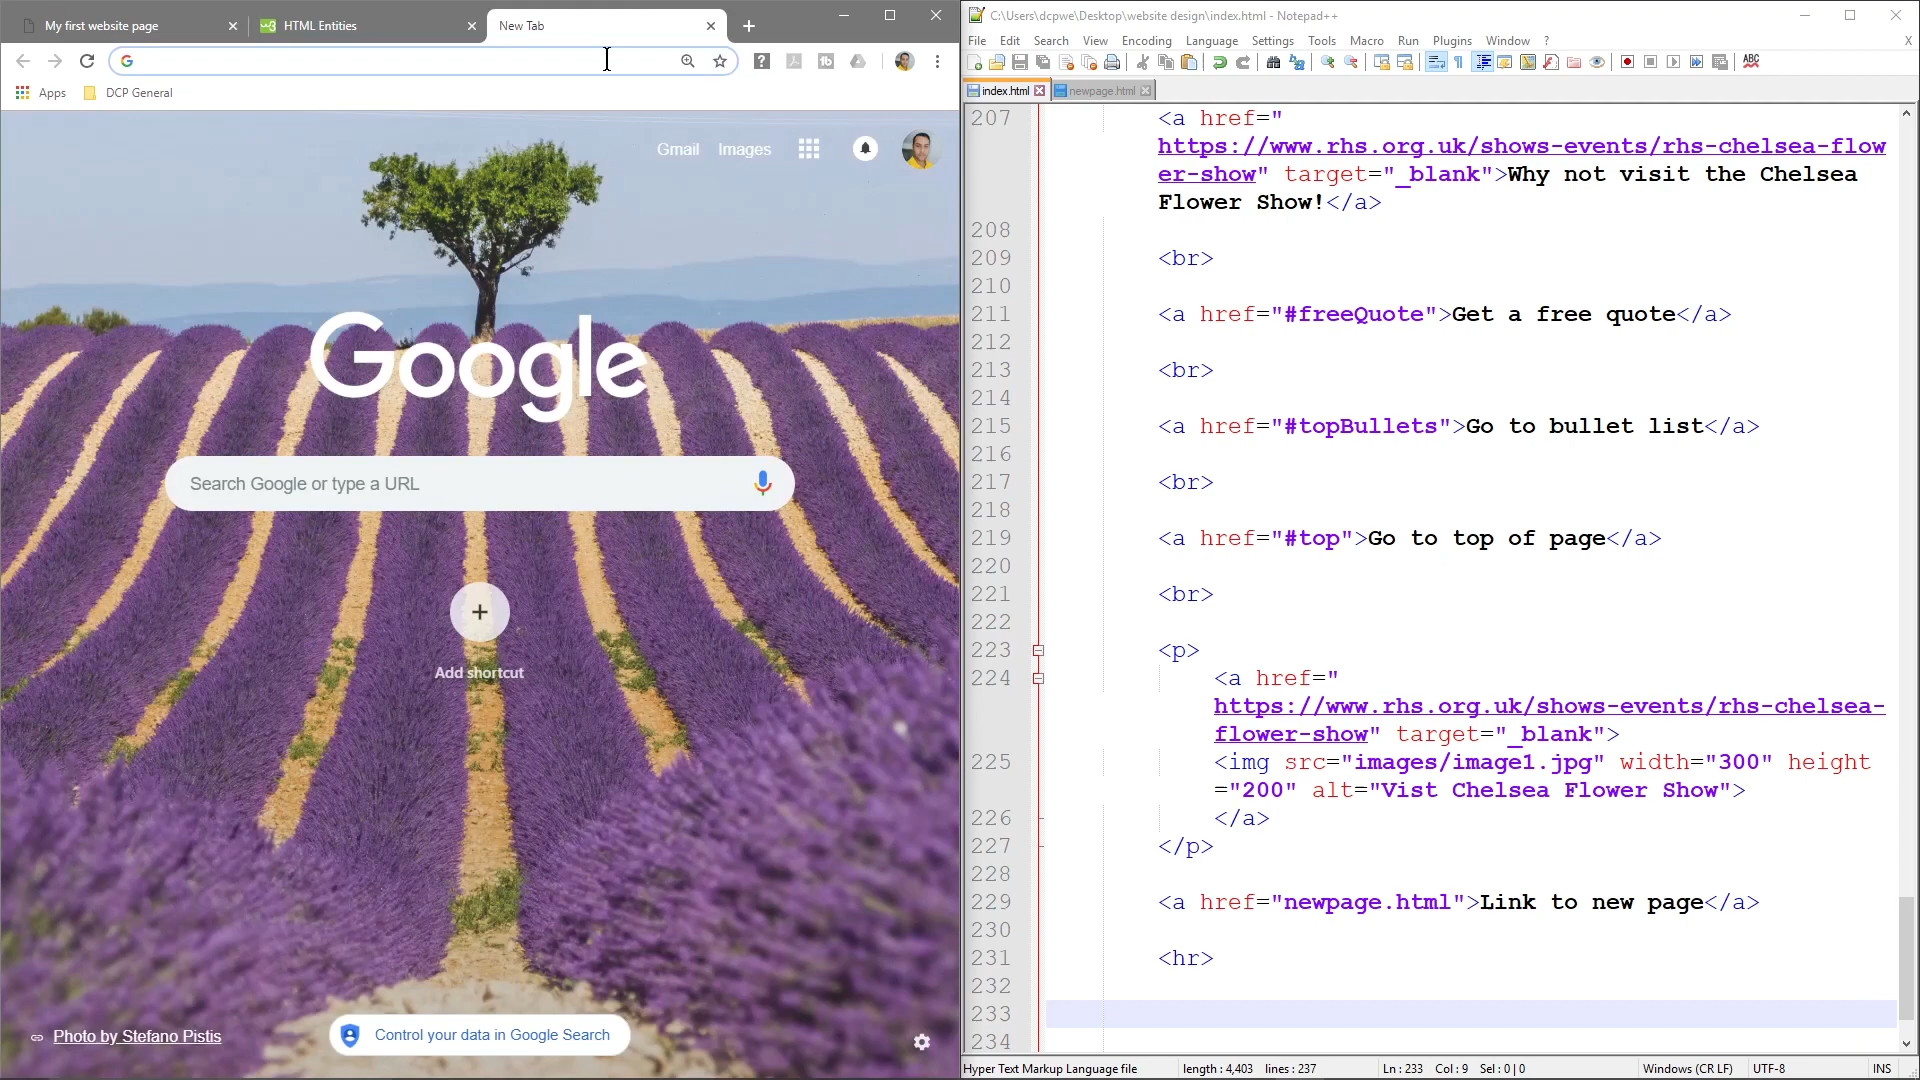 My first website page
HTML Entities
New Tab
Apps
DCP General
Gmail Images
Google
Search Google or type a URL
Add shortcut
Photo by Stefano Pistis
Control your data in Google Search
C:\Users\dcpwe\Desktop\website design\index.html - Notepad++
File Edit Search View Encoding Language Settings Tools Macro Run Plugins Window ? X
ABC
index.html newpage.html
207 <a href="
https://www.rhs.org.uk/shows-events/rhs-chelsea-flow
er-show" target="_blank">Why not visit the Chelsea
Flower Show!</a>
208
209 <br>
210
211 <a href="#freeQuote">Get a free quote</a>
212
213 <br>
214
215 <a href="#topBullets">Go to bullet list</a>
216
217 <br>
218
219 <a href="#top">Go to top of page</a>
220
221 <br>
222
223 <p>
224 <a href="
https://www.rhs.org.uk/shows-events/rhs-chelsea-
flower-show" target="_blank">
225 <img src="images/image1.jpg" width="300" height
="200" alt="Vist Chelsea Flower Show">
226 </a>
227 </p>
228
229 <a href="newpage.html">Link to new page</a>
230
231 <hr>
232
233
234
Hyper Text Markup Language file length : 4,403 lines : 237 Ln : 233 Col : 9 Sel : 0 | 0 Windows (CR LF) UTF-8 INS